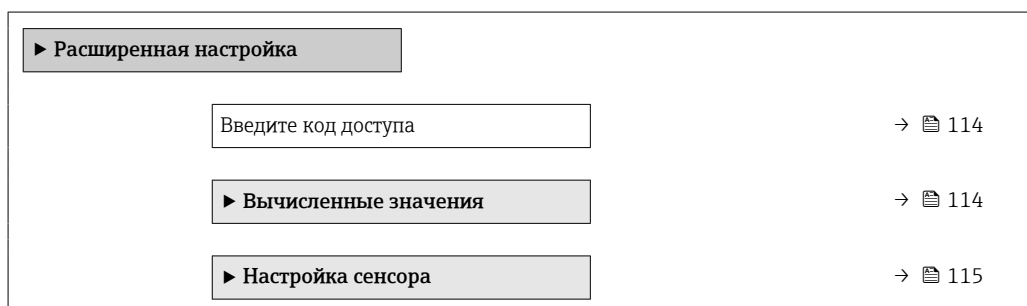 ▶ Расширенная настройка
Введите код доступа → 114
▶ Вычисленные значения → 114
▶ Настройка сенсора → 115